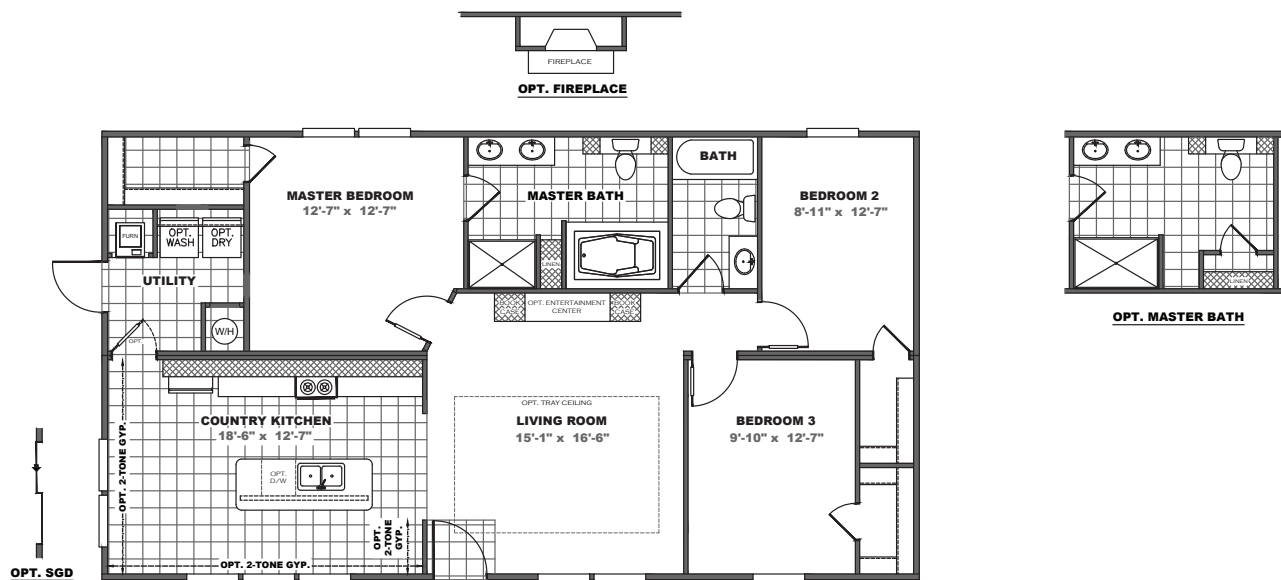 FIREPLACE
OPT. FIREPLACE
BATH
MASTER BEDROOM
12'-7" x 12'-7"
MASTER BATH
BEDROOM 2
8'-11" x 12'-7"
FURN
OPT.
WASH
OPT.
DRY
UTILITY
LINEN
LINEN
OPT. MASTER BATH
BOOK
CASE
OPT. ENTERTAINMENT
CENTER
BOOK
CASE
W/H
OPT.
OPT. TRAY CEILING
COUNTRY KITCHEN
18'-6" x 12'-7"
LIVING ROOM
15'-1" x 16'-6"
BEDROOM 3
9'-10" x 12'-7"
OPT. 2-TONE GYP.
OPT.
D/W
OPT.
2-TONE
GYP.
OPT. 2-TONE GYP.
OPT. SGD